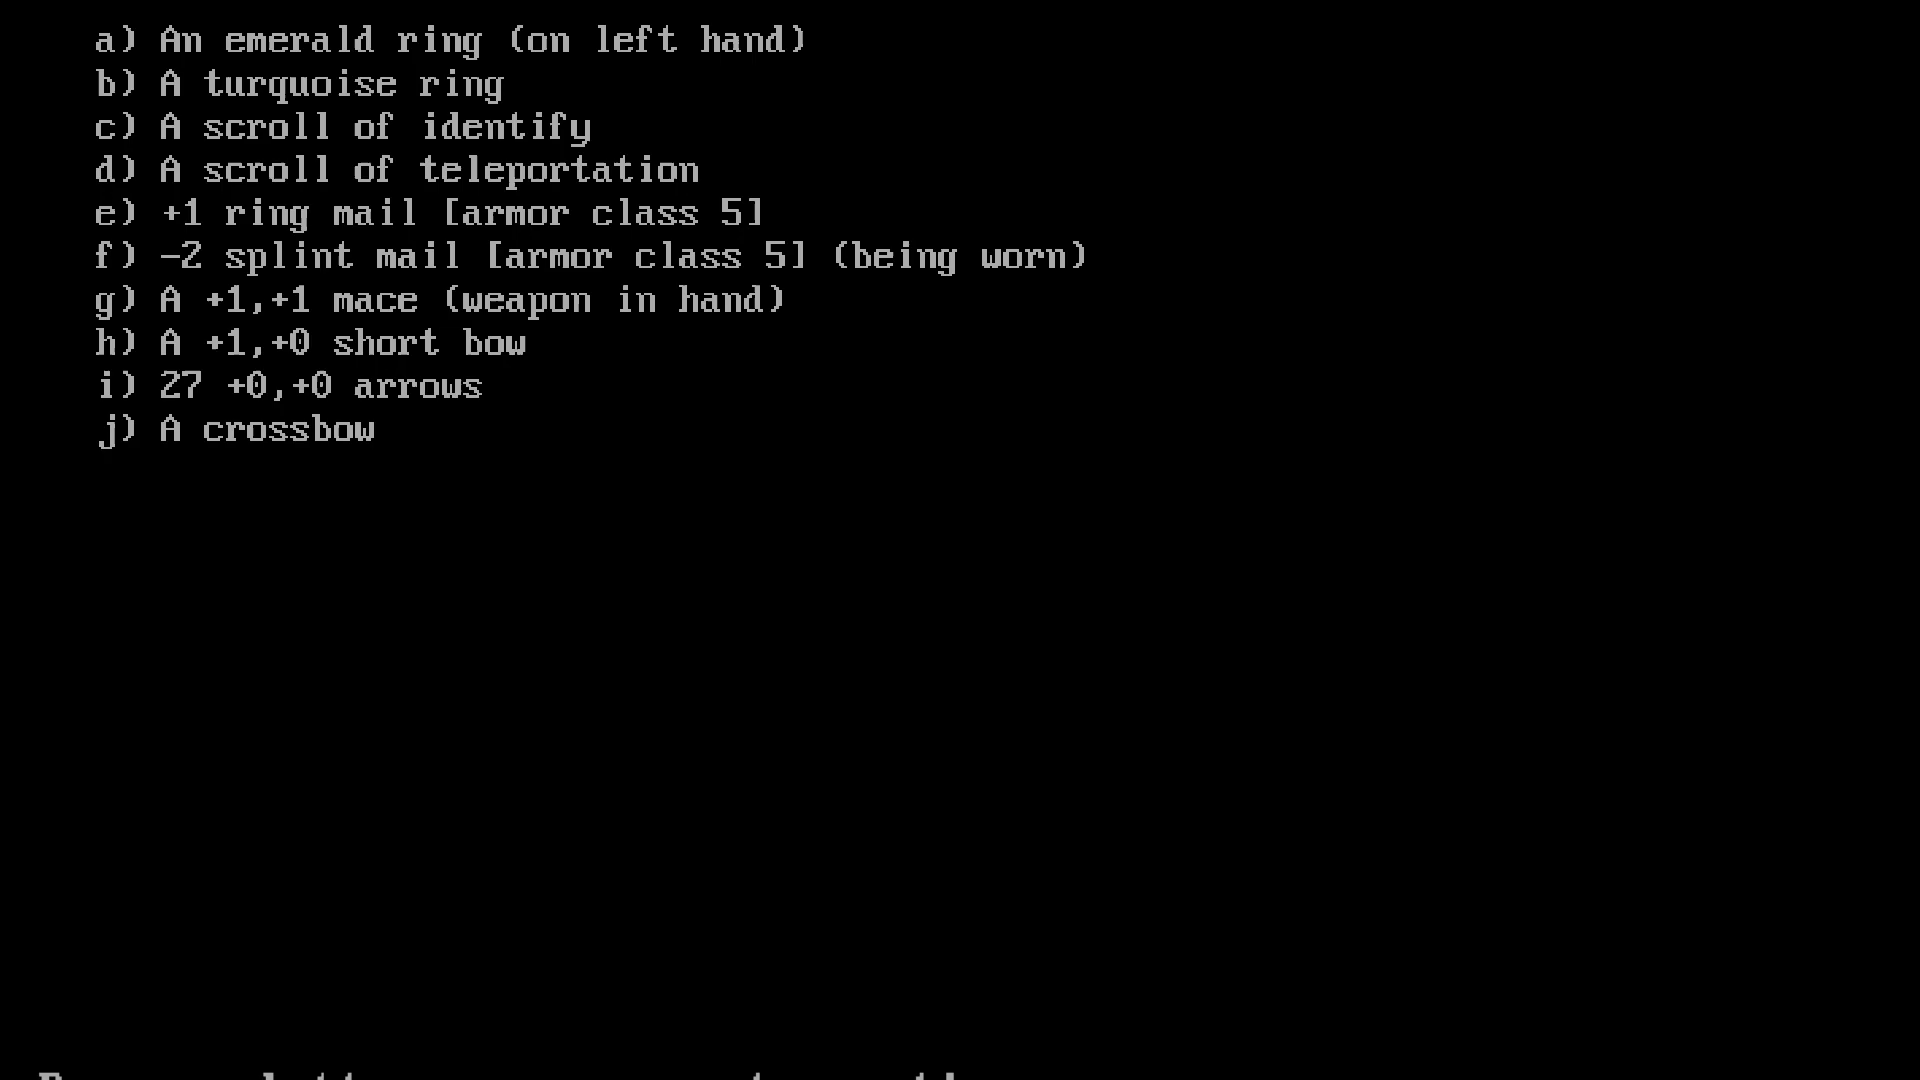 a) An emerald ring (on left hand)
b) A turquoise ring
c) A scroll of identify
d) A scroll of teleportation
e) +1 ring mail [armor class 5]
f) -2 splint mail [armor class 5] (being worn)
g) A +1,+1 mace (weapon in hand)
h) A +1,+0 short bow
i) 27 +0,+0 arrows
j) A crossbow